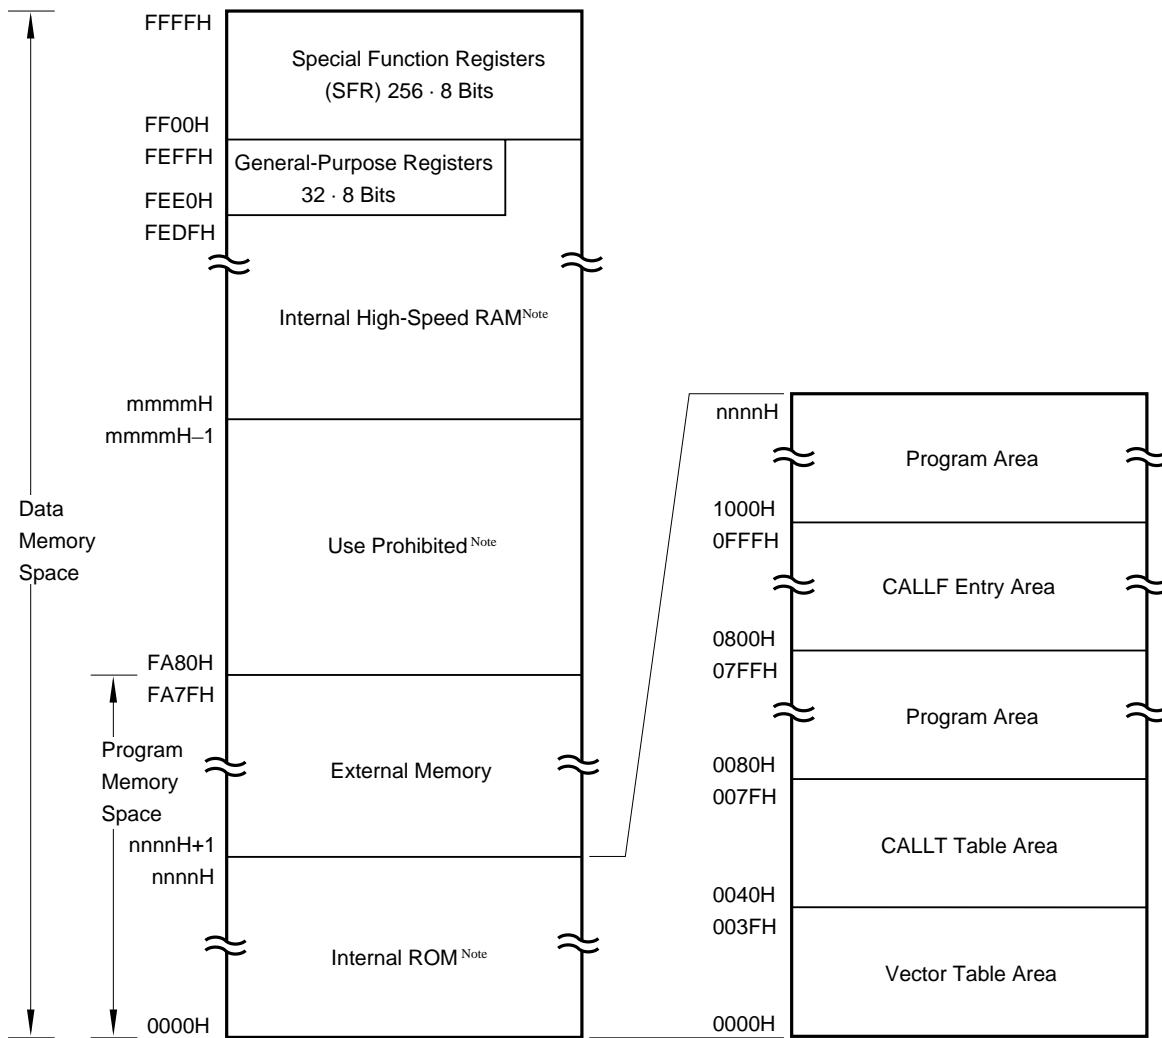 FFFFH
Special Function Registers
(SFR) 256 · 8 Bits
FF00H
FEFFH
General-Purpose Registers
32 · 8 Bits
FEE0H
FEDFH
Internal High-Speed RAM Note
mmmmH
mmmmH–1
Use Prohibited Note
FA80H
FA7FH
External Memory
nnnnH+1
nnnnH
Internal ROM Note
0000H
Data
Memory
Space
Program
Memory
Space
nnnnH
Program Area
1000H
0FFFH
CALLF Entry Area
0800H
07FFH
Program Area
0080H
007FH
CALLT Table Area
0040H
003FH
Vector Table Area
0000H